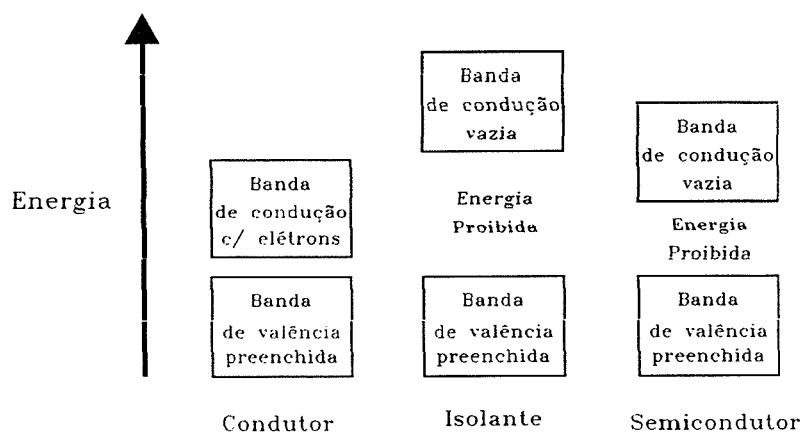 Energia
Banda
de condução
c/ elétrons
Banda
de valência
preenchida
Condutor
Banda
de condução
vazia
Energia
Proibida
Banda
de valência
preenchida
Isolante
Banda
de condução
vazia
Energia
Proibida
Banda
de valência
preenchida
Semicondutor